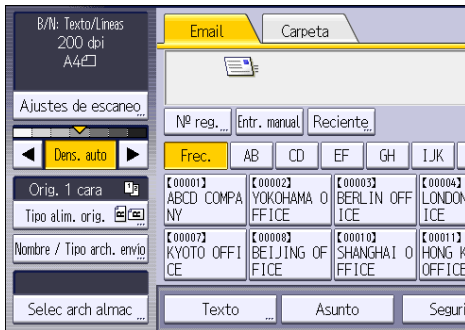 B/N: Texto/Líneas
200 dpi
A4
Ajustes de escaneo
Dens. auto
Orig. 1 cara
Tipo alim. orig.
Nombre / Tipo arch. envío
Selec arch almac
Email
Carpeta
Nº reg.
Entr. manual
Reciente
Frec.
AB
CD
EF
GH
IJK
【00001】
ABCD COMPA
NY
【00002】
YOKOHAMA O
FFICE
【00003】
BERLIN OFF
ICE
【00004】
LONDON
ICE
【00007】
KYOTO OFFI
CE
【00008】
BEIJING OF
FICE
【00010】
SHANGHAI O
FFICE
【00011】
HONG K
OFFICE
Texto
Asunto
Seguri